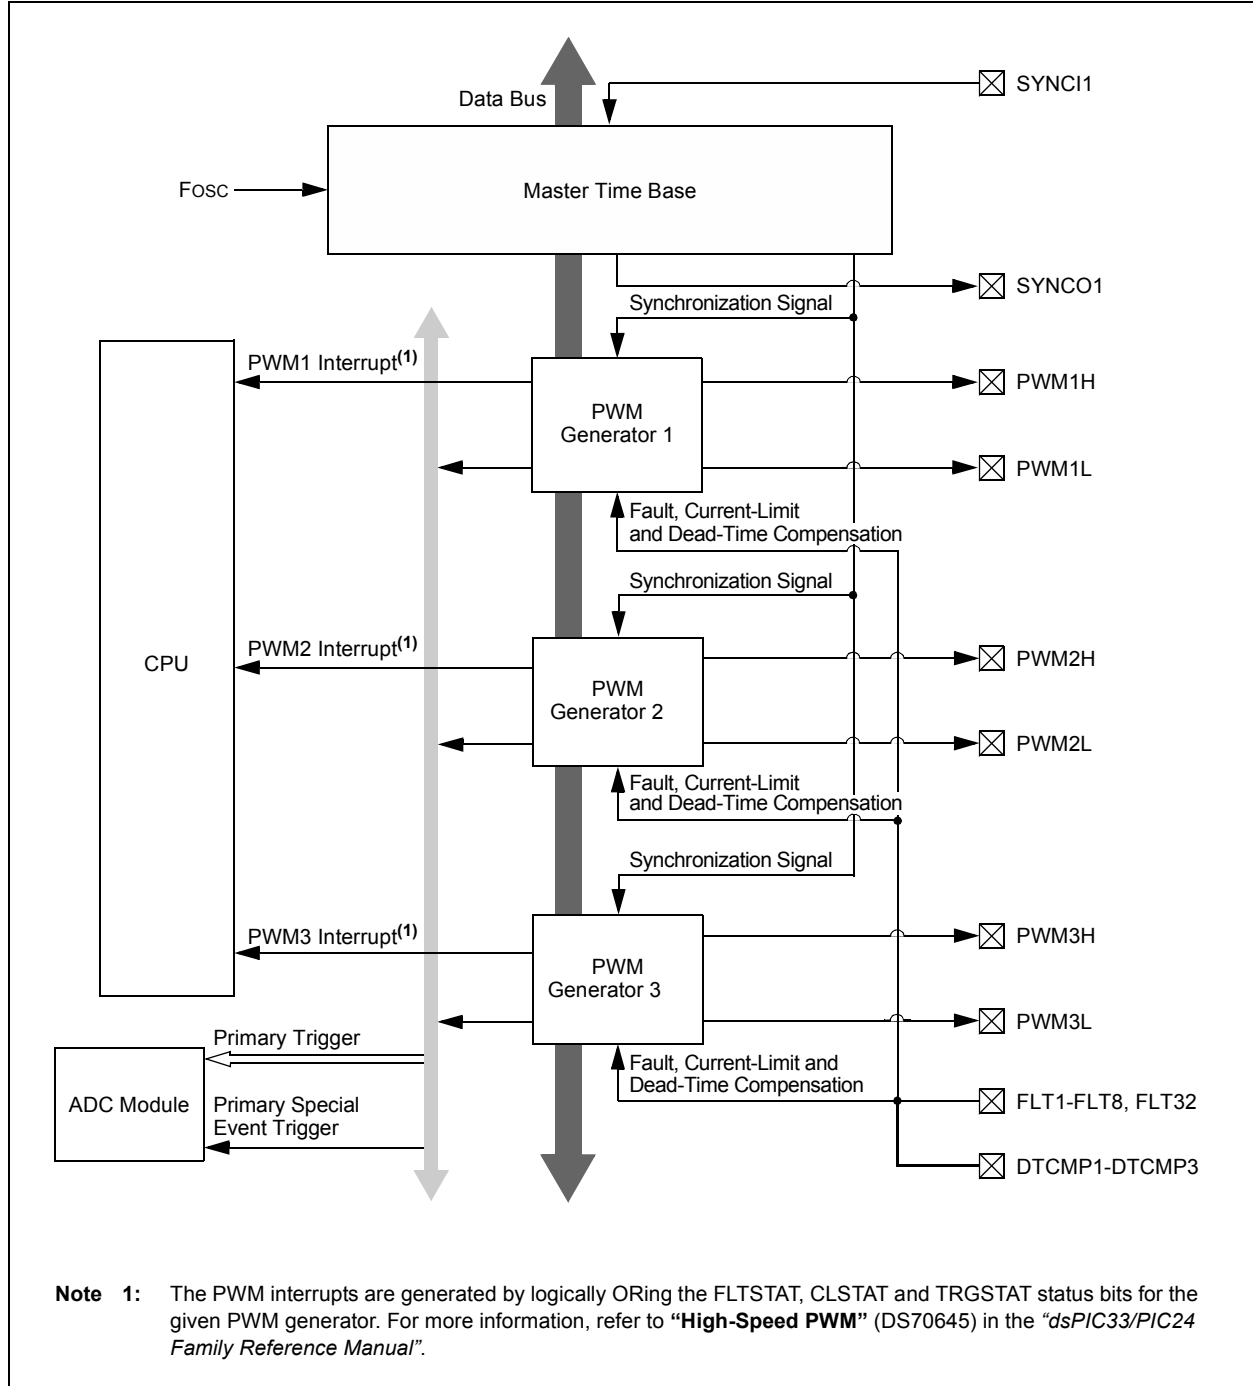 SYNCI1
Data Bus
FOSC
Master Time Base
SYNCO1
Synchronization Signal
PWM1 Interrupt(1)
PWM
Generator 1
PWM1H
PWM1L
Fault, Current-Limit
and Dead-Time Compensation
Synchronization Signal
CPU
PWM2 Interrupt(1)
PWM
Generator 2
PWM2H
PWM2L
Fault, Current-Limit
and Dead-Time Compensation
Synchronization Signal
PWM3 Interrupt(1)
PWM
Generator 3
PWM3H
PWM3L
Primary Trigger
Fault, Current-Limit and
Dead-Time Compensation
ADC Module
Primary Special
Event Trigger
FLT1-FLT8, FLT32
DTCMP1-DTCMP3
Note 1: The PWM interrupts are generated by logically ORing the FLTSTAT, CLSTAT and TRGSTAT status bits for the
given PWM generator. For more information, refer to “High-Speed PWM” (DS70645) in the “dsPIC33/PIC24
Family Reference Manual”.